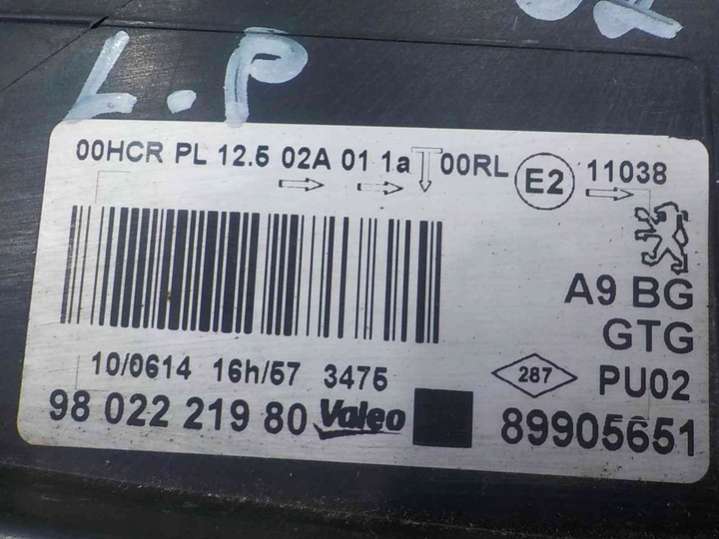 L.P
00HCR PL 12.5 02A 01 1a 00RL E2 11038
A9 BG
GTG
10/0614 16h/57 3475
287 PU02
98 022 219 80 Valeo 89905651